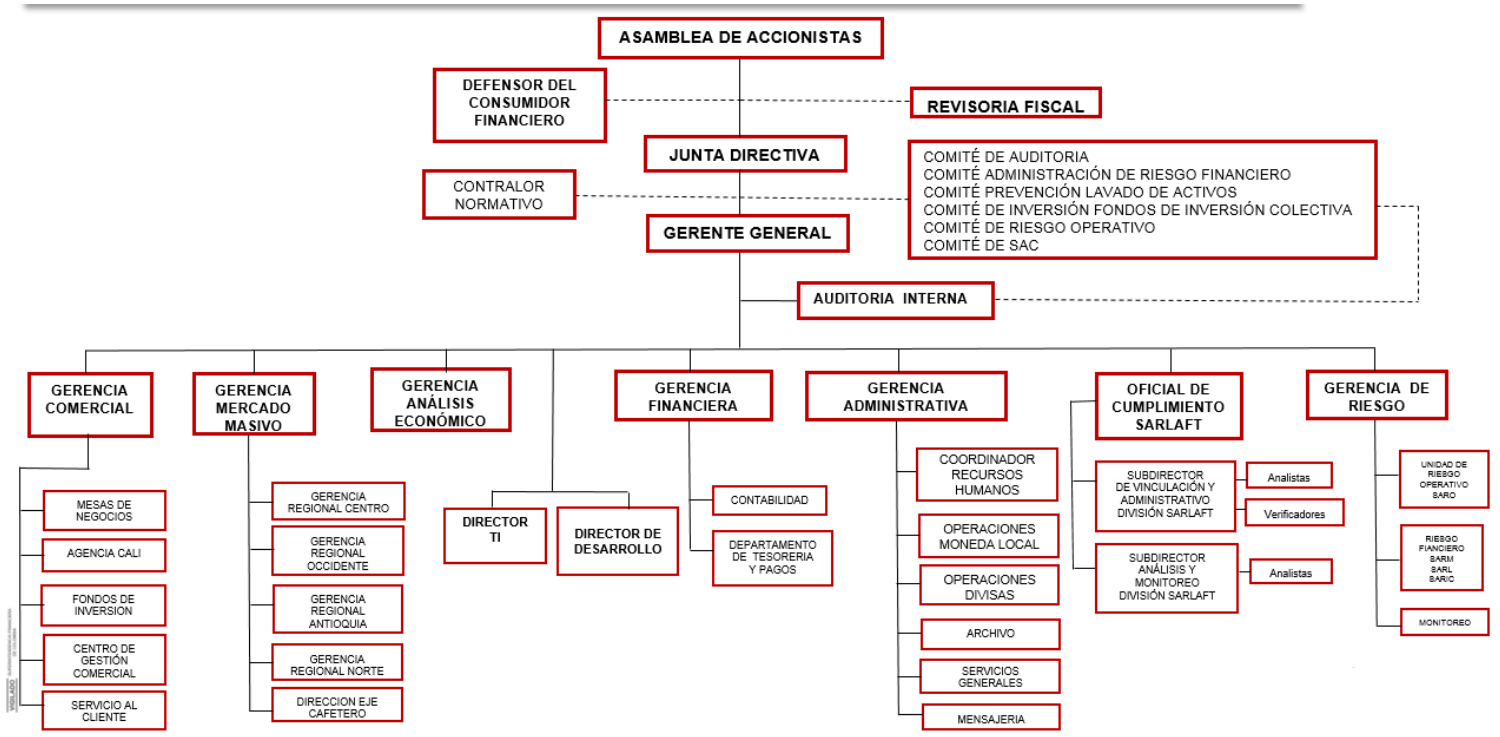 ASAMBLEA DE ACCIONISTAS
DEFENSOR DEL
CONSUMIDOR
FINANCIERO
REVISORIA FISCAL
JUNTA DIRECTIVA
COMITÉ DE AUDITORIA
COMITÉ ADMINISTRACIÓN DE RIESGO FINANCIERO
COMITÉ PREVENCIÓN LAVADO DE ACTIVOS
COMITÉ DE INVERSIÓN FONDOS DE INVERSIÓN COLECTIVA
COMITÉ DE RIESGO OPERATIVO
COMITÉ DE SAC
CONTRALOR
NORMATIVO
GERENTE GENERAL
AUDITORIA INTERNA
GERENCIA
COMERCIAL
GERENCIA
MERCADO
MASIVO
GERENCIA
ANÁLISIS
ECONÓMICO
GERENCIA
FINANCIERA
GERENCIA
ADMINISTRATIVA
OFICIAL DE
CUMPLIMIENTO
SARLAFT
GERENCIA DE
RIESGO
MESAS DE
NEGOCIOS
AGENCIA CALI
FONDOS DE
INVERSION
CENTRO DE
GESTIÓN
COMERCIAL
SERVICIO AL
CLIENTE
GERENCIA
REGIONAL CENTRO
GERENCIA
REGIONAL
OCCIDENTE
GERENCIA
REGIONAL
ANTIOQUIA
GERENCIA
REGIONAL NORTE
DIRECCION EJE
CAFETERO
DIRECTOR
TI
DIRECTOR DE
DESARROLLO
CONTABILIDAD
DEPARTAMENTO
DE TESORERIA
Y PAGOS
COORDINADOR
RECURSOS
HUMANOS
OPERACIONES
MONEDA LOCAL
OPERACIONES
DIVISAS
ARCHIVO
SERVICIOS
GENERALES
MENSAJERIA
SUBDIRECTOR
DE VINCULACIÓN Y
ADMINISTRATIVO
DIVISIÓN SARLAFT
Analistas
Verificadores
SUBDIRECTOR
ANÁLISIS Y
MONITOREO
DIVISIÓN SARLAFT
Analistas
UNIDAD DE
RIESGO
OPERATIVO
SARO
RIESGO
FIANCIERO
SARM
SARL
SARIC
MONITOREO
VIGILADO
SUPERINTENDENCIA FINANCIERA
DE COLOMBIA